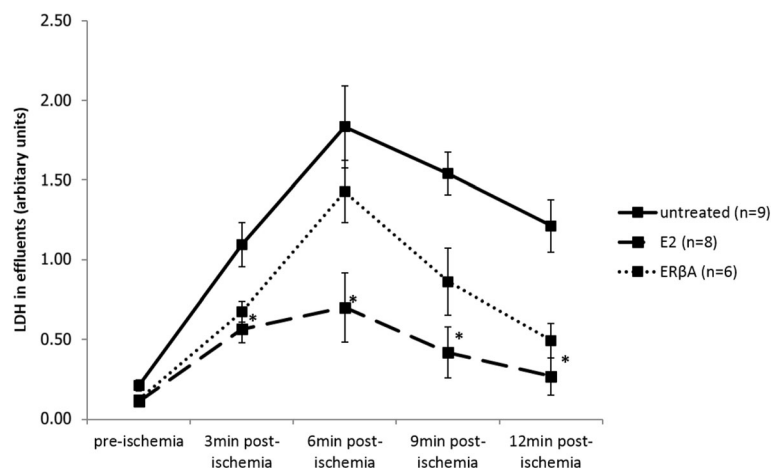 2.50
2.00
1.50
1.00
0.50
0.00
LDH in effluents (arbitary units)
*
*
*
*
pre-ischemia
3min post-
ischemia
6min post-
ischemia
9min post-
ischemia
12min post-
ischemia
untreated (n=9)
E2 (n=8)
ERβA (n=6)